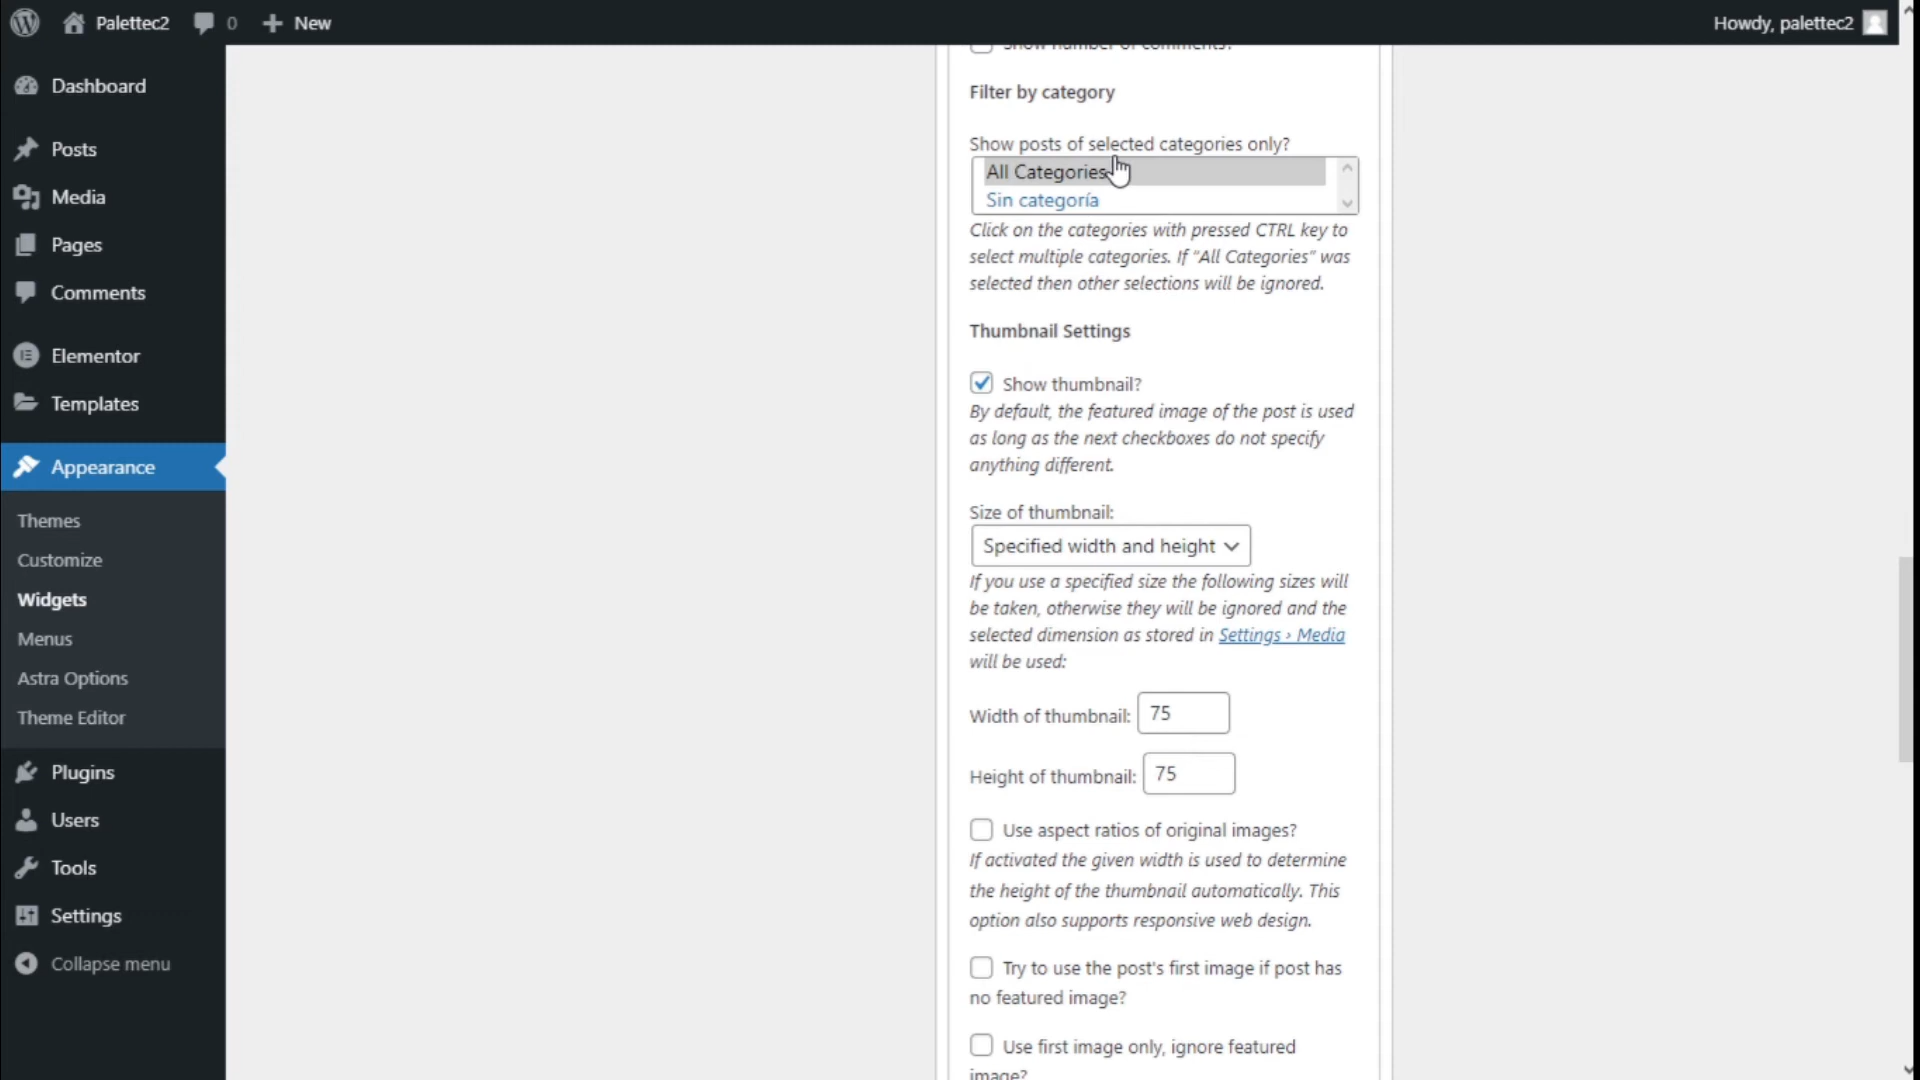 Palettec2
0
New
Howdy, palettec2
Dashboard
Posts
Media
Pages
Comments
Elementor
Templates
Appearance
Themes
Customize
Widgets
Menus
Astra Options
Theme Editor
Plugins
Users
Tools
Settings
Collapse menu
Show number of comments?
Filter by category
Show posts of selected categories only?
All Categories
Sin categoría
Click on the categories with pressed CTRL key to
select multiple categories. If “All Categories” was
selected then other selections will be ignored.
Thumbnail Settings
Show thumbnail?
By default, the featured image of the post is used
as long as the next checkboxes do not specify
anything different.
Size of thumbnail:
Specified width and height
If you use a specified size the following sizes will
be taken, otherwise they will be ignored and the
selected dimension as stored in Settings › Media
will be used:
Width of thumbnail: 75
Height of thumbnail: 75
Use aspect ratios of original images?
If activated the given width is used to determine
the height of the thumbnail automatically. This
option also supports responsive web design.
Try to use the post's first image if post has
no featured image?
Use first image only, ignore featured
image?